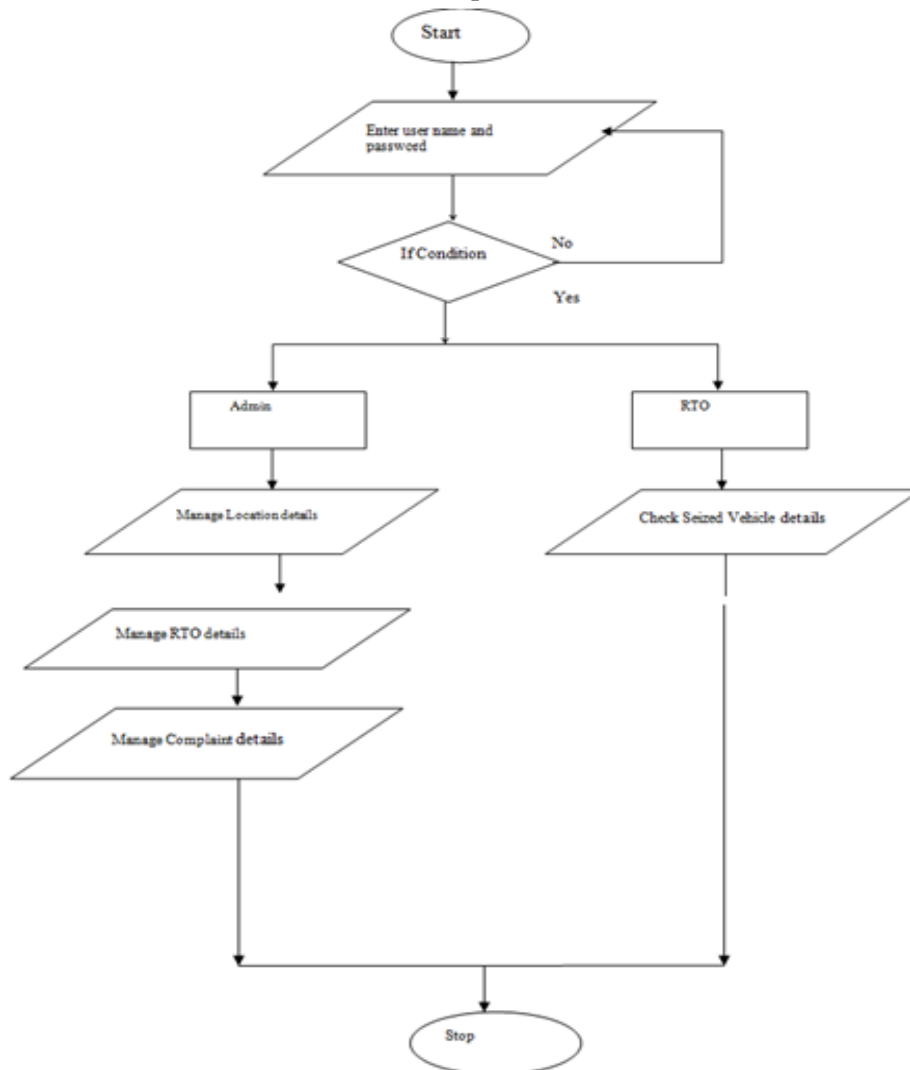 Start
Enter user name and
password
If Condition
No
Yes
Admin
RTO
Manage Location details
Check Seized Vehicle details
Manage RTO details
Manage Complaint details
Stop